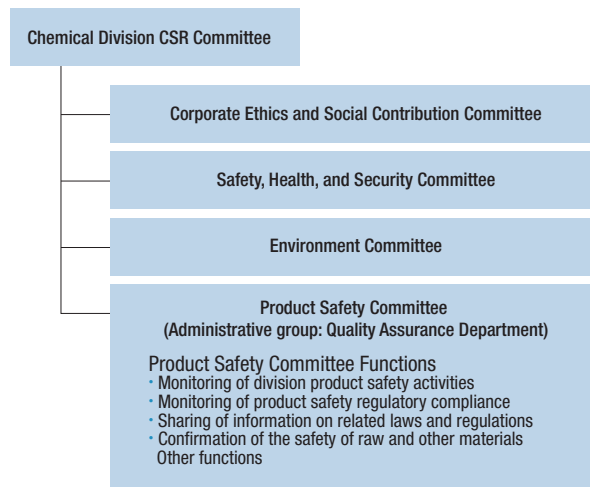 Chemical Division CSR Committee
Corporate Ethics and Social Contribution Committee
Safety, Health, and Security Committee
Environment Committee
Product Safety Committee
(Administrative group: Quality Assurance Department)
Product Safety Committee Functions
・Monitoring of division product safety activities
・Monitoring of product safety regulatory compliance
・Sharing of information on related laws and regulations
・Confirmation of the safety of raw and other materials
Other functions